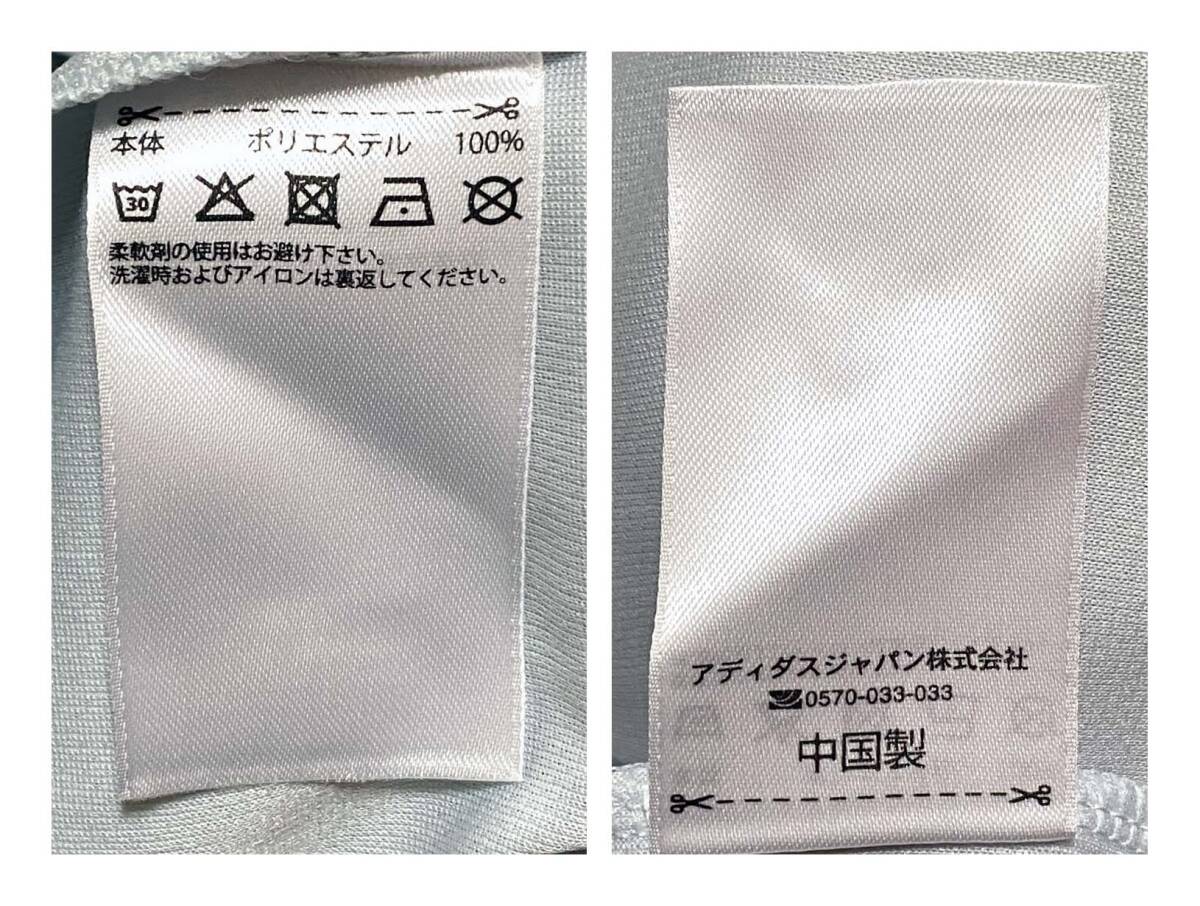 本体 ポリエステル 100%
30
柔軟剤の使用はお避け下さい。
洗濯時およびアイロンは裏返してください。
アディダスジャパン株式会社
0570-033-033
中国製